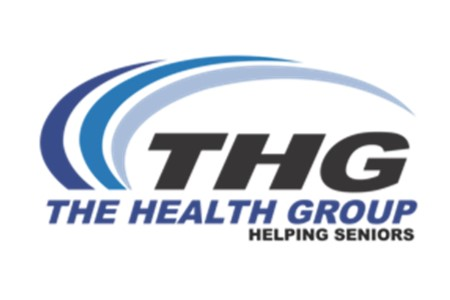 THG
THE HEALTH GROUP
HELPING SENIORS